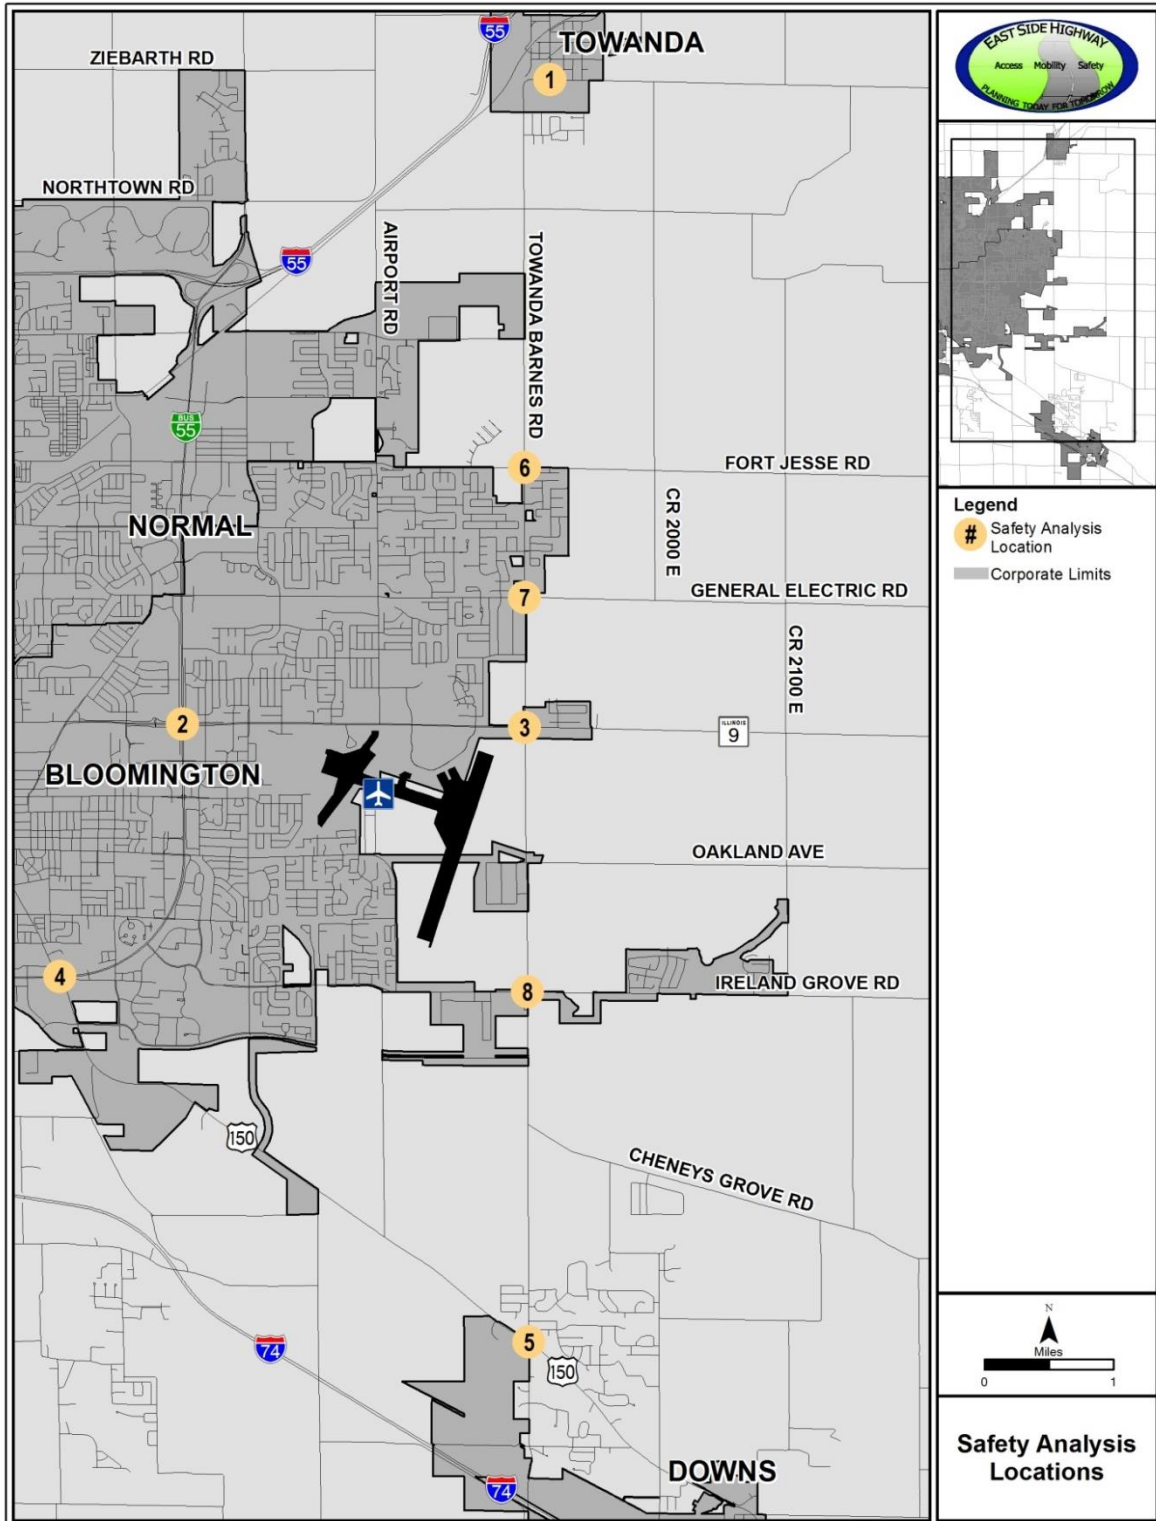 ZIEBARTH RD
55
TOWANDA
1
NORTHTOWN RD
55
AIRPORT RD
TOWANDA BARNES RD
BUS
55
6
FORT JESSE RD
NORMAL
CR 2000 E
7
GENERAL ELECTRIC RD
CR 2100 E
2
3
ILLINOIS
9
BLOOMINGTON
OAKLAND AVE
4
8
IRELAND GROVE RD
150
CHENEYS GROVE RD
74
5
150
DOWNS
74
EAST SIDE HIGHWAY
Access Mobility Safety
PLANNING TODAY FOR TOMORROW
Legend
# Safety Analysis
Location
Corporate Limits
N
Miles
0 1
Safety Analysis
Locations